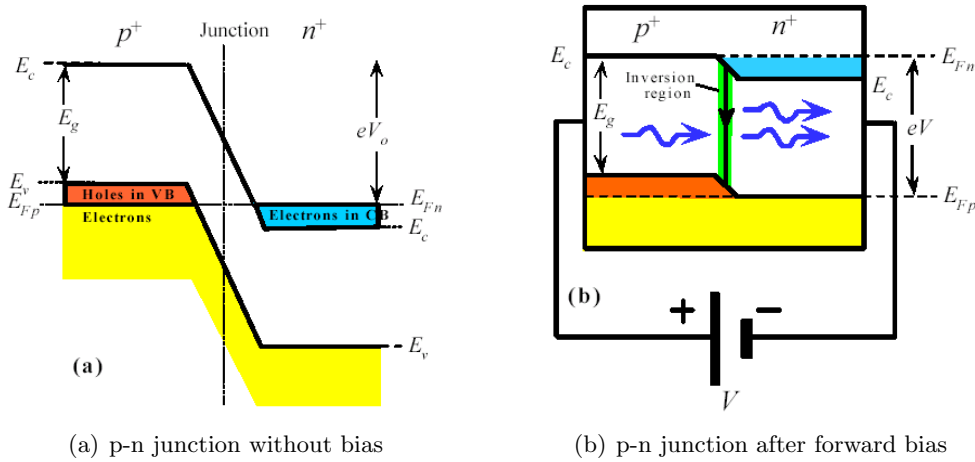 p+ Junction n+
Ec
Eg
eVo
Ev
Holes in VB
EFp
EFn
Electrons
Electrons in CB
Ec
Ev
(a)
(a) p-n junction without bias
p+ n+
Ec
EFn
Inversion
region
Ec
Eg
eV
EFp
(b)
+ −
V
(b) p-n junction after forward bias